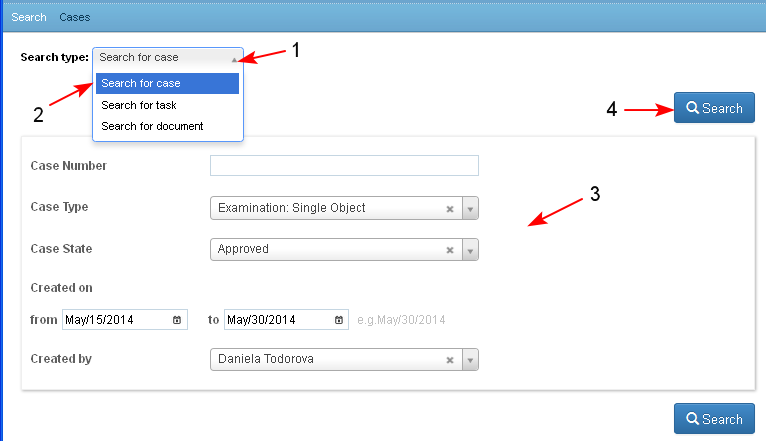 Search Cases
1
Search type: Search for case
Search for case
2
Search for task
Search for document
4
Search
Case Number
3
Case Type Examination: Single Object
Case State Approved
Created on
from May/15/2014 to May/30/2014 e.g.May/30/2014
Created by Daniela Todorova
Search